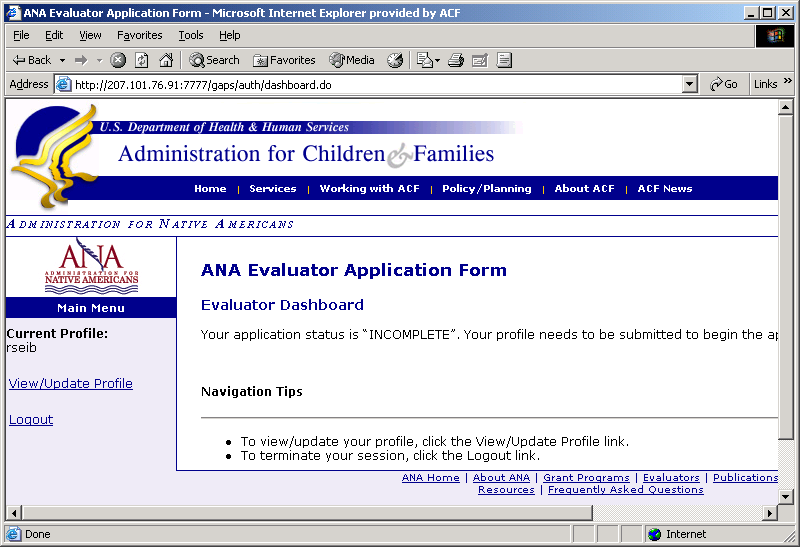 ANA Evaluator Application Form - Microsoft Internet Explorer provided by ACF
File Edit View Favorites Tools Help
Back Search Favorites Media
Address http://207.101.76.91:7777/gaps/auth/dashboard.do Go Links »
U.S. Department of Health & Human Services
Administration for Children & Families
Home | Services | Working with ACF | Policy/Planning | About ACF | ACF News
ADMINISTRATION FOR NATIVE AMERICANS
ANA
ADMINISTRATION FOR
NATIVE AMERICANS
Main Menu
Current Profile:
rseib
View/Update Profile
Logout
ANA Evaluator Application Form
Evaluator Dashboard
Your application status is “INCOMPLETE”. Your profile needs to be submitted to begin the ap
Navigation Tips
• To view/update your profile, click the View/Update Profile link.
• To terminate your session, click the Logout link.
ANA Home | About ANA | Grant Programs | Evaluators | Publications
Resources | Frequently Asked Questions
Done Internet